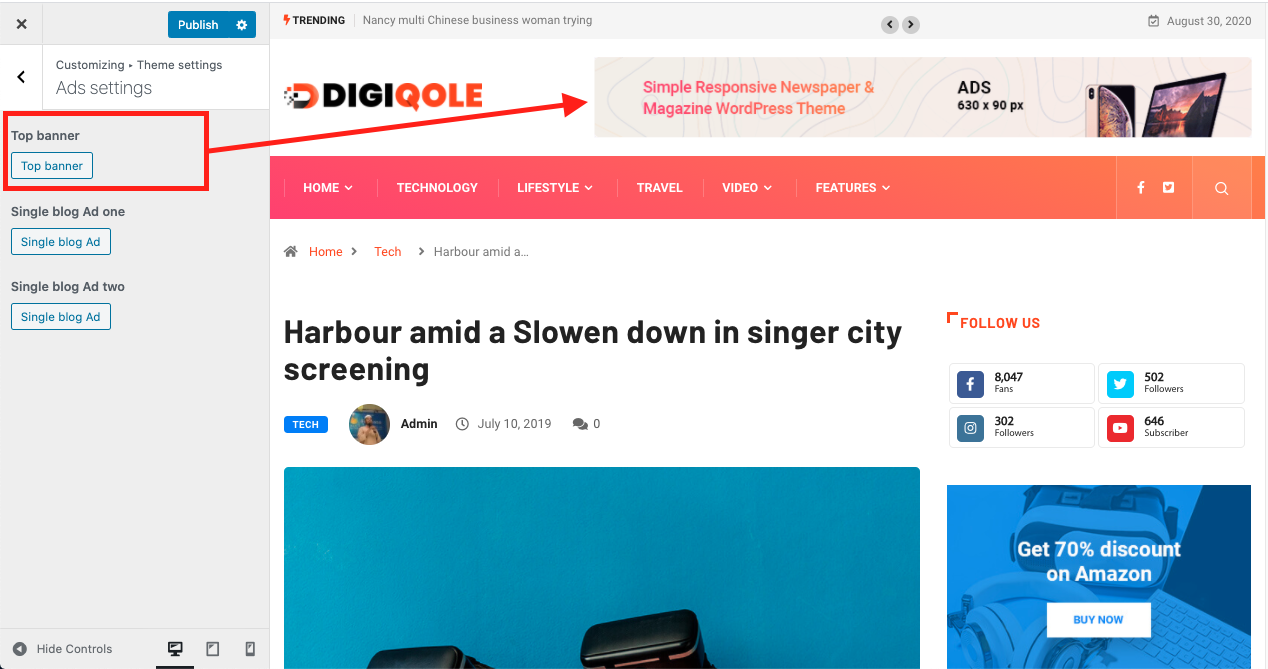 Publish
Customizing ▸ Theme settings
Ads settings
Top banner
Top banner
Single blog Ad one
Single blog Ad
Single blog Ad two
Single blog Ad
Hide Controls
TRENDING
Nancy multi Chinese business woman trying
August 30, 2020
DIGIQOLE
Simple Responsive Newspaper &
Magazine WordPress Theme
ADS
630 x 90 px
HOME TECHNOLOGY LIFESTYLE TRAVEL VIDEO FEATURES
Home > Tech > Harbour amid a...
Harbour amid a Slowen down in singer city
screening
TECH Admin July 10, 2019 0
FOLLOW US
8,047
Fans
502
Followers
302
Followers
646
Subscriber
Get 70% discount
on Amazon
BUY NOW